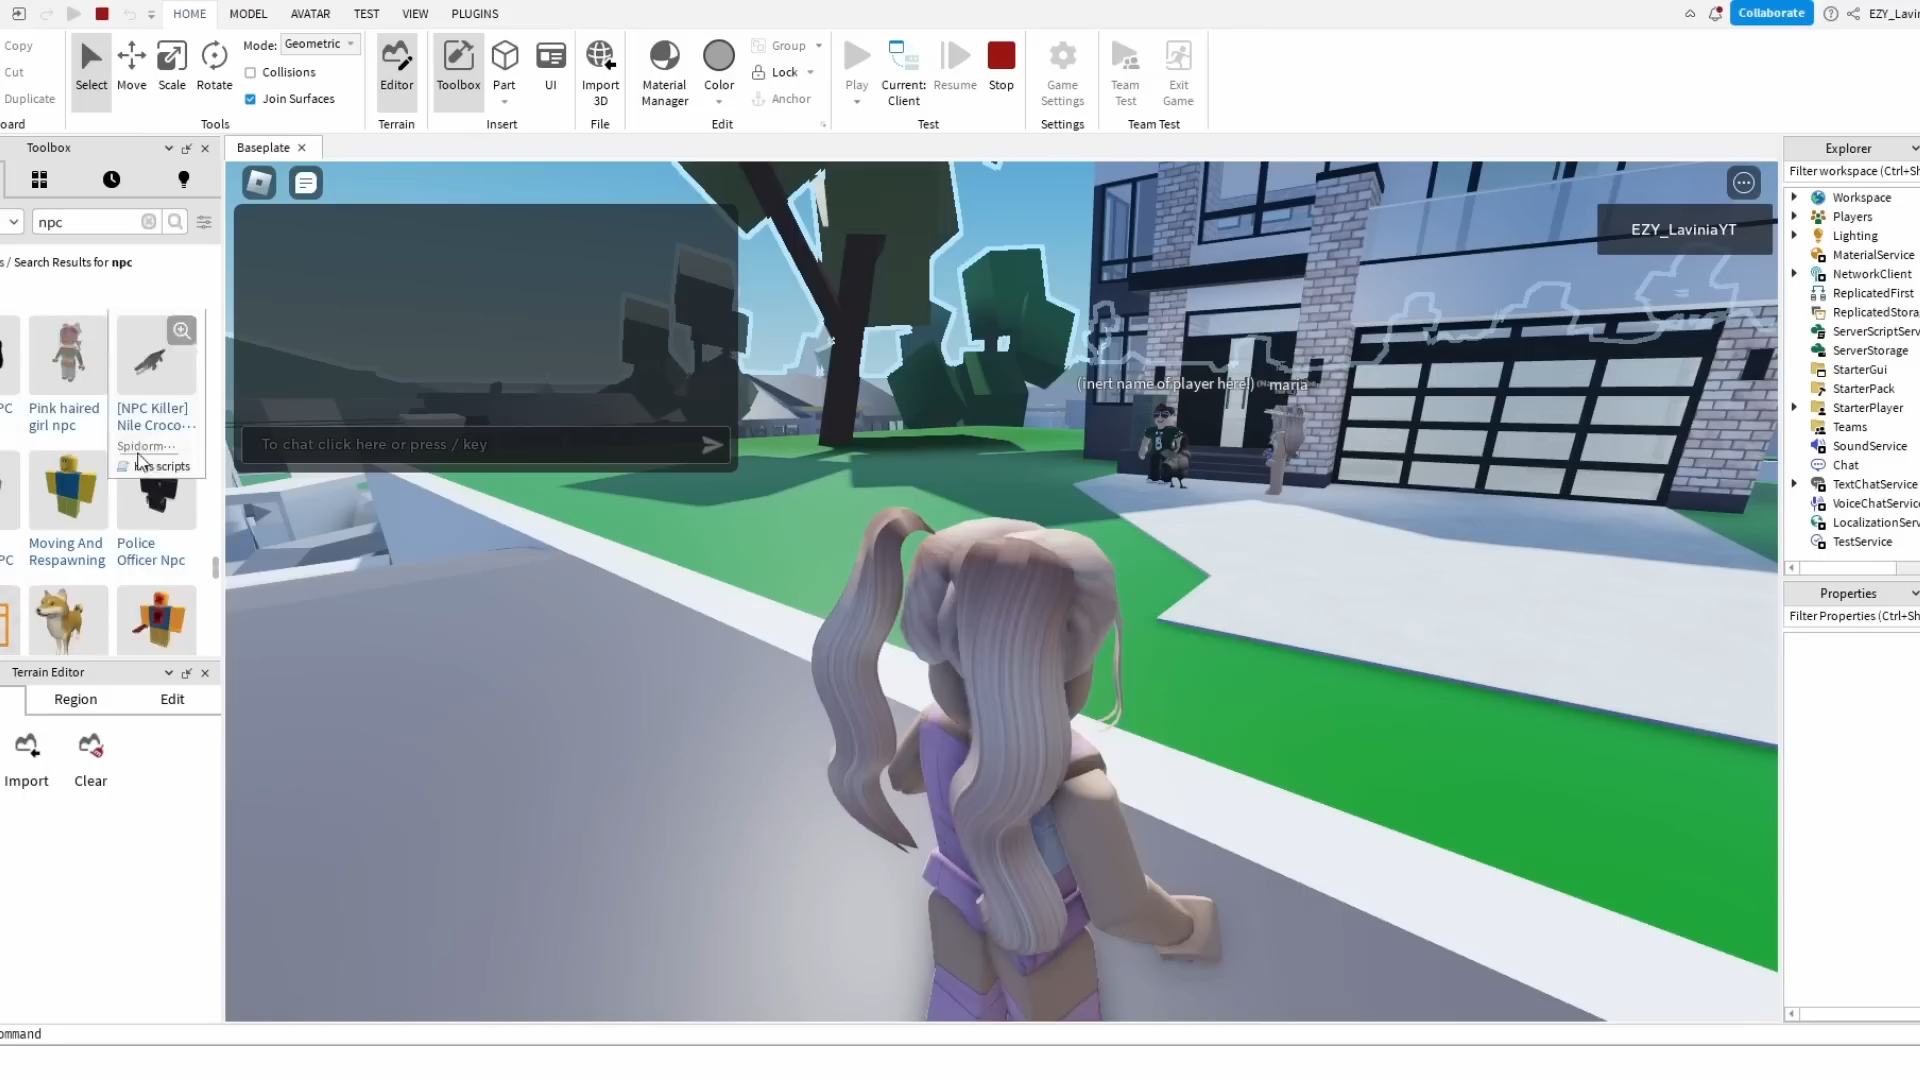 HOME MODEL AVATAR TEST VIEW PLUGINS
Collaborate
Copy
Cut
Duplicate
Select
Move
Scale
Rotate
Mode: Geometric
Collisions
Join Surfaces
Tools
Editor
Terrain
Toolbox
Part
UI
Insert
Import
3D
File
Material
Manager
Color
Group
Lock
Anchor
Edit
Play
Current:
Client
Resume
Stop
Test
Game
Settings
Settings
Team
Test
Exit
Game
Team Test
Toolbox
npc
/ Search Results for npc
Pink haired
girl npc
[NPC Killer]
Nile Croco···
Spidorm···
scripts
Moving And
Respawning
Police
Officer Npc
Terrain Editor
Region Edit
Import Clear
Baseplate
To chat click here or press / key
(inert name of player here!)
maria
EZY_LaviniaYT
Explorer
Filter workspace (Ctrl+Sh
Workspace
Players
Lighting
MaterialService
NetworkClient
ReplicatedFirst
ReplicatedStora
ServerScriptServ
ServerStorage
StarterGui
StarterPack
StarterPlayer
Teams
SoundService
Chat
TextChatService
VoiceChatService
LocalizationServ
TestService
Properties
Filter Properties (Ctrl+Sh